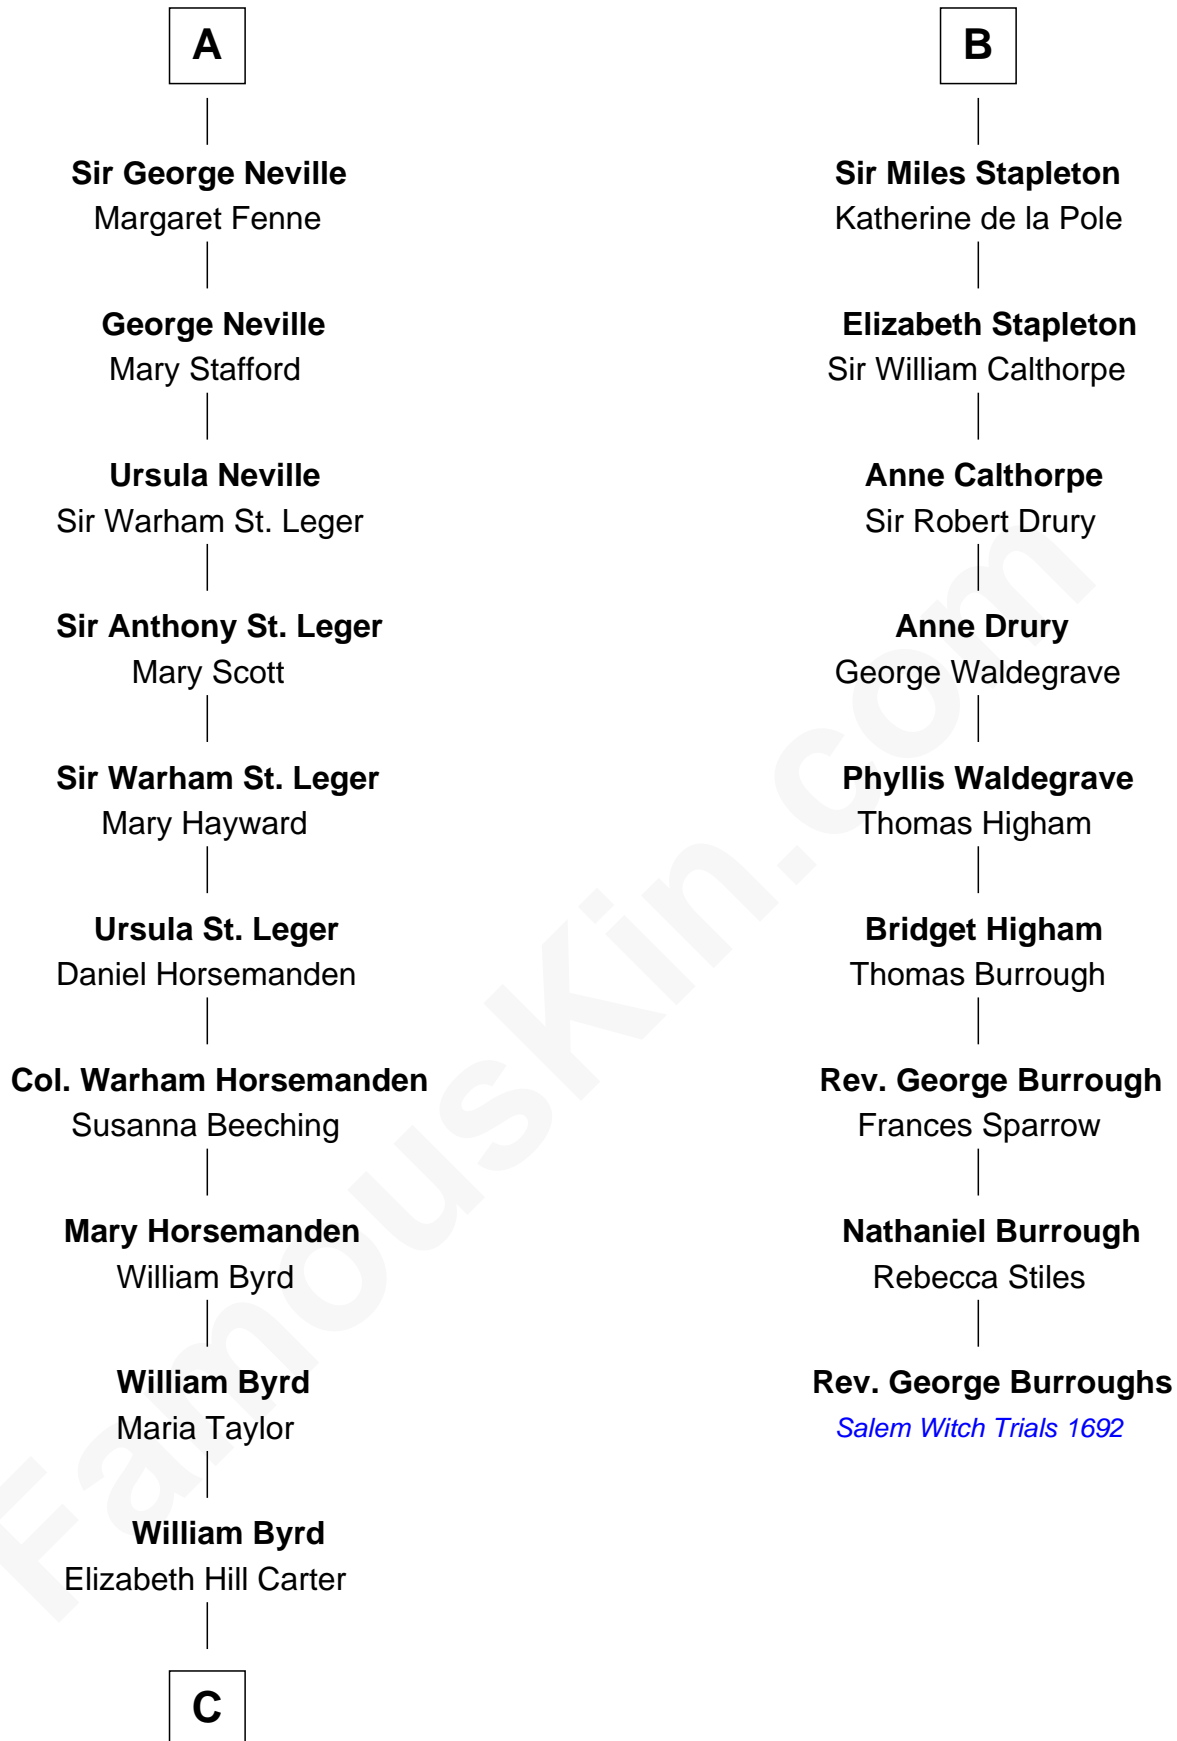 A
Sir George Neville
Margaret Fenne
George Neville
Mary Stafford
Ursula Neville
Sir Warham St. Leger
Sir Anthony St. Leger
Mary Scott
Sir Warham St. Leger
Mary Hayward
Ursula St. Leger
Daniel Horsemanden
Col. Warham Horsemanden
Susanna Beeching
Mary Horsemanden
William Byrd
William Byrd
Maria Taylor
William Byrd
Elizabeth Hill Carter
C
B
Sir Miles Stapleton
Katherine de la Pole
Elizabeth Stapleton
Sir William Calthorpe
Anne Calthorpe
Sir Robert Drury
Anne Drury
George Waldegrave
Phyllis Waldegrave
Thomas Higham
Bridget Higham
Thomas Burrough
Rev. George Burrough
Frances Sparrow
Nathaniel Burrough
Rebecca Stiles
Rev. George Burroughs
Salem Witch Trials 1692
FamousKin.com